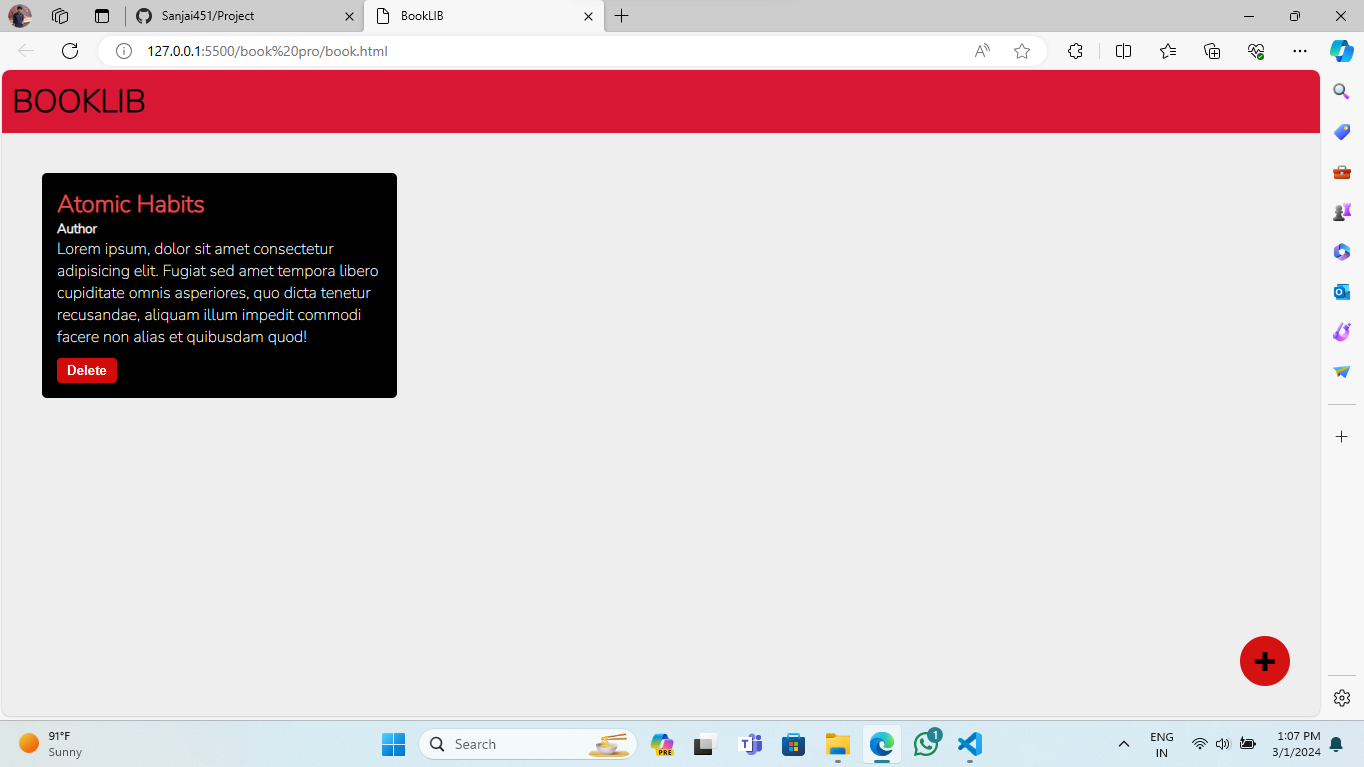 Sanjai451/Project
BookLIB
127.0.0.1:5500/book%20pro/book.html
BOOKLIB
Atomic Habits
Author
Lorem ipsum, dolor sit amet consectetur
adipisicing elit. Fugiat sed amet tempora libero
cupiditate omnis asperiores, quo dicta tenetur
recusandae, aliquam illum impedit commodi
facere non alias et quibusdam quod!
Delete
+
91°F
Sunny
Search
PRE
1
ENG
IN
1:07 PM
3/1/2024